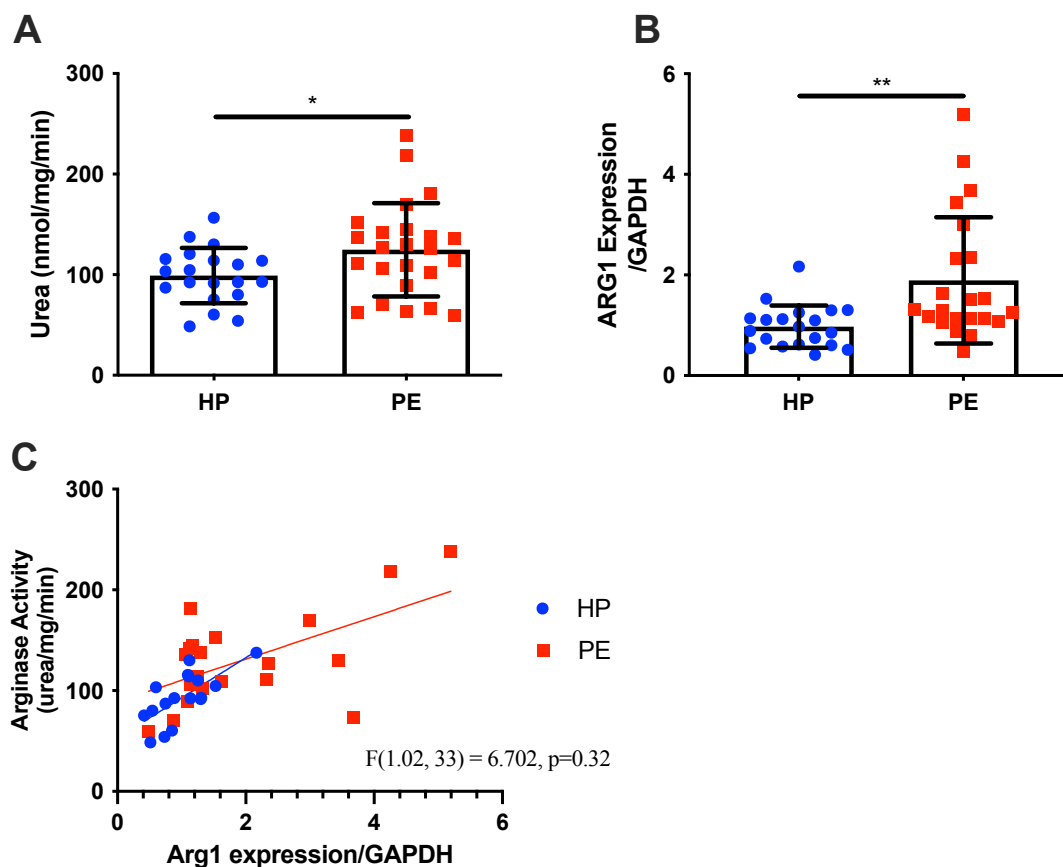 A
Urea (nmol/mg/min)
300
200
100
0
*
HP
PE
B
ARG1 Expression
/GAPDH
6
4
2
0
**
HP
PE
C
Arginase Activity
(urea/mg/min)
300
200
100
0
HP
PE
F(1.02, 33) = 6.702, p=0.32
0
2
4
6
Arg1 expression/GAPDH